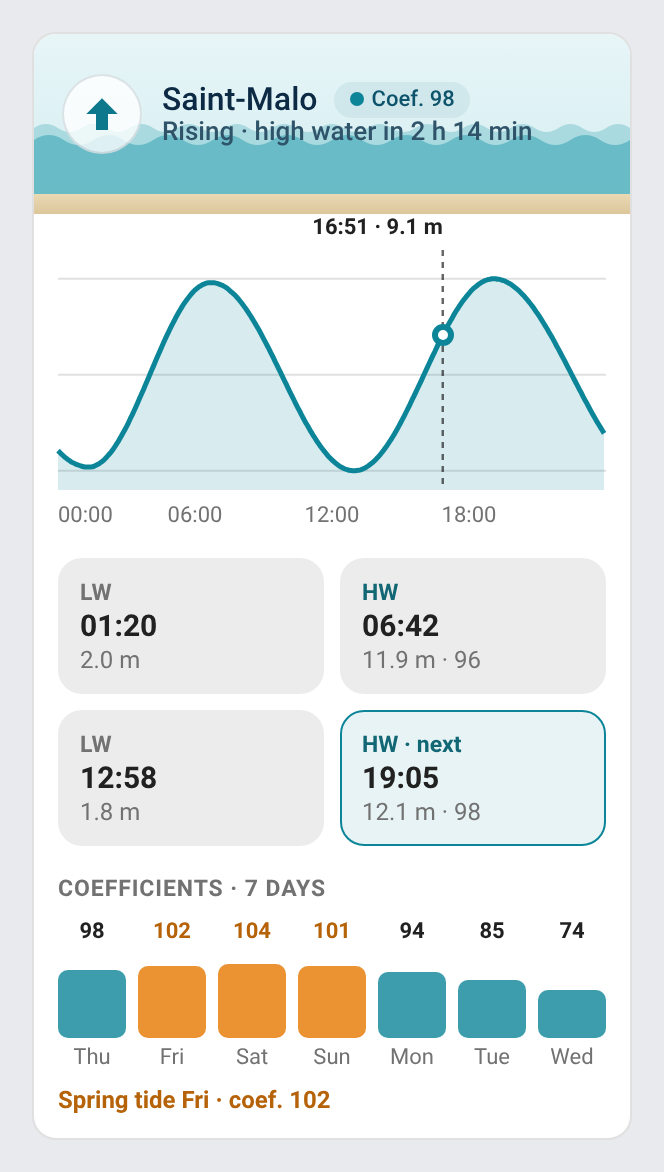 Saint-Malo
Coef. 98
Rising · high water in 2 h 14 min
16:51 · 9.1 m
00:00 06:00 12:00 18:00
LW
01:20
2.0 m
HW
06:42
11.9 m · 96
LW
12:58
1.8 m
HW · next
19:05
12.1 m · 98
COEFFICIENTS · 7 DAYS
98 102 104 101 94 85 74
Thu Fri Sat Sun Mon Tue Wed
Spring tide Fri · coef. 102